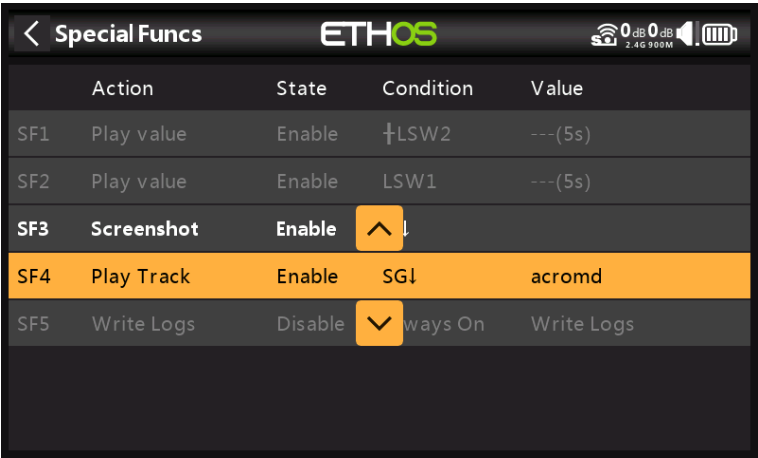 Special Funcs ETHOS 0dB 0dB
2.4G 900M
Action State Condition Value
SF1 Play value Enable ╂LSW2 ---(5s)
SF2 Play value Enable LSW1 ---(5s)
SF3 Screenshot Enable ↓
SF4 Play Track Enable SG↓ acromd
SF5 Write Logs Disable ways On Write Logs